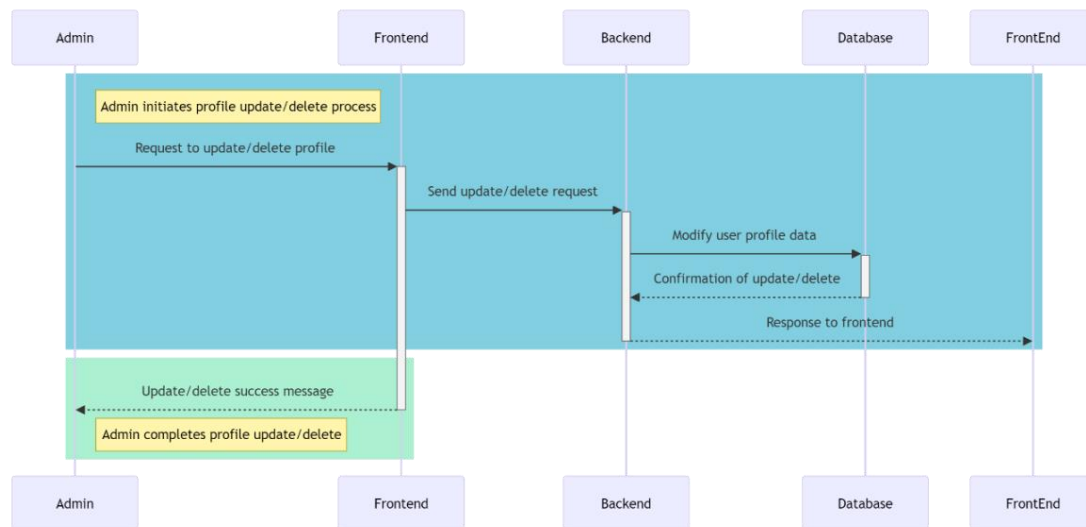 Admin
Frontend
Backend
Database
FrontEnd
Admin initiates profile update/delete process
Request to update/delete profile
Send update/delete request
Modify user profile data
Confirmation of update/delete
Response to frontend
Update/delete success message
Admin completes profile update/delete
Admin
Frontend
Backend
Database
FrontEnd